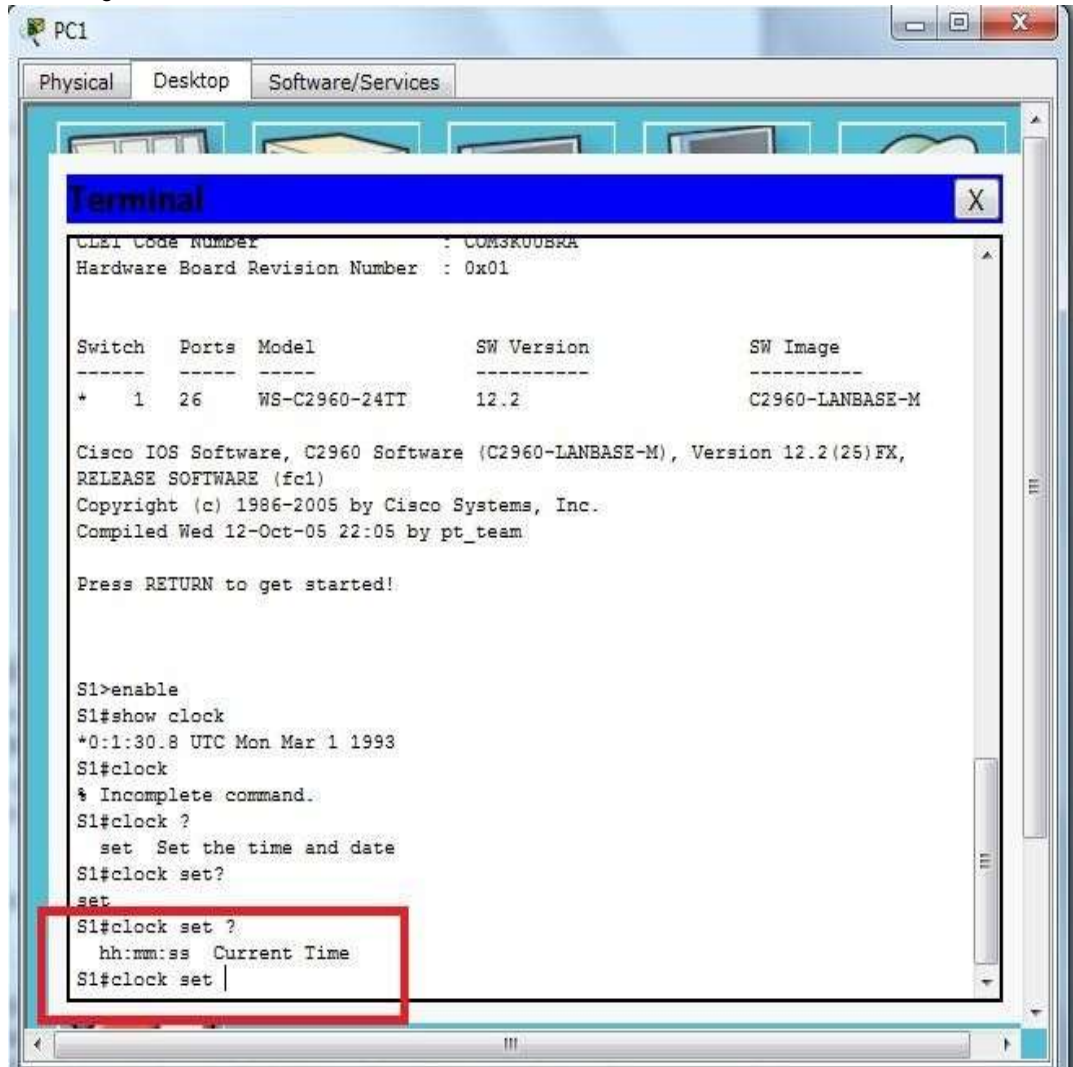 PC1
Physical Desktop Software/Services
Terminal X
CLEI Code Number : COM3K00BRA
Hardware Board Revision Number : 0x01
Switch Ports Model SW Version SW Image
------ ----- ----- ---------- ----------
* 1 26 WS-C2960-24TT 12.2 C2960-LANBASE-M
Cisco IOS Software, C2960 Software (C2960-LANBASE-M), Version 12.2(25)FX,
RELEASE SOFTWARE (fc1)
Copyright (c) 1986-2005 by Cisco Systems, Inc.
Compiled Wed 12-Oct-05 22:05 by pt_team
Press RETURN to get started!
S1>enable
S1#show clock
*0:1:30.8 UTC Mon Mar 1 1993
S1#clock
% Incomplete command.
S1#clock ?
set Set the time and date
S1#clock set?
set
S1#clock set ?
hh:mm:ss Current Time
S1#clock set